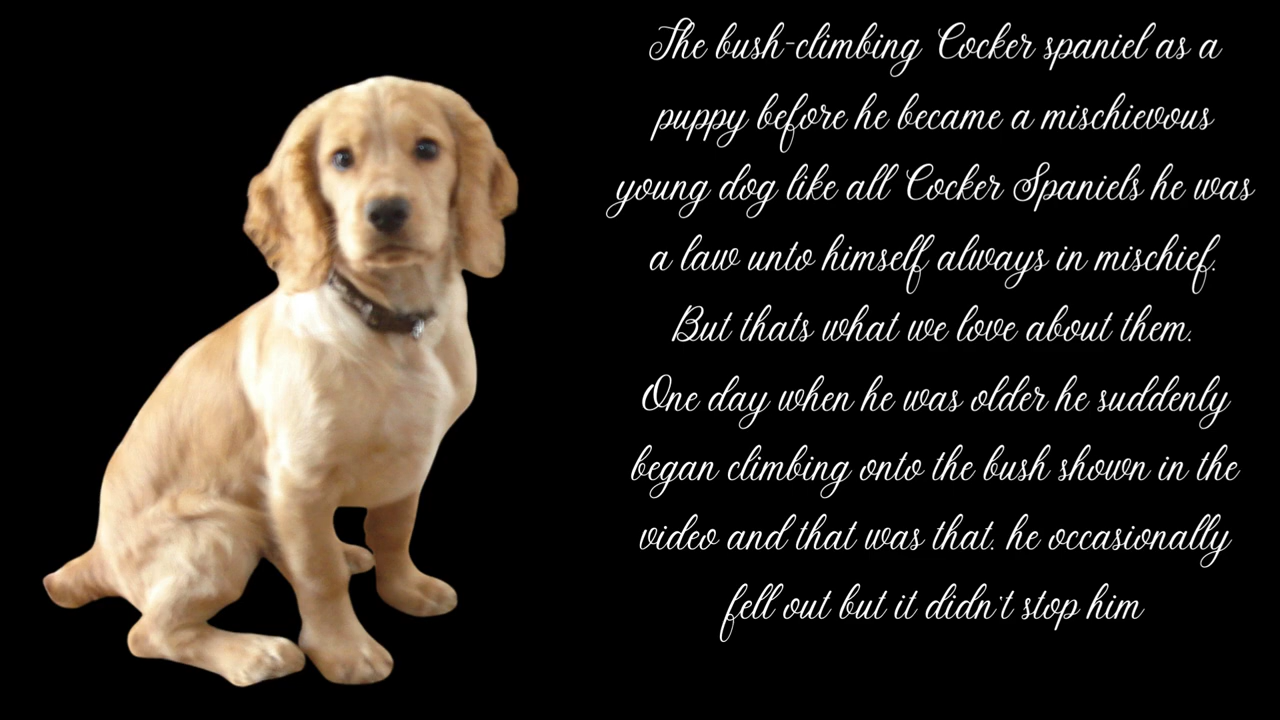 The bush-climbing Cocker spaniel as a
puppy before he became a mischievous
young dog like all Cocker Spaniels he was
a law unto himself always in mischief.
But thats what we love about them.
One day when he was older he suddenly
began climbing onto the bush shown in the
video and that was that. he occasionally
fell out but it didn't stop him